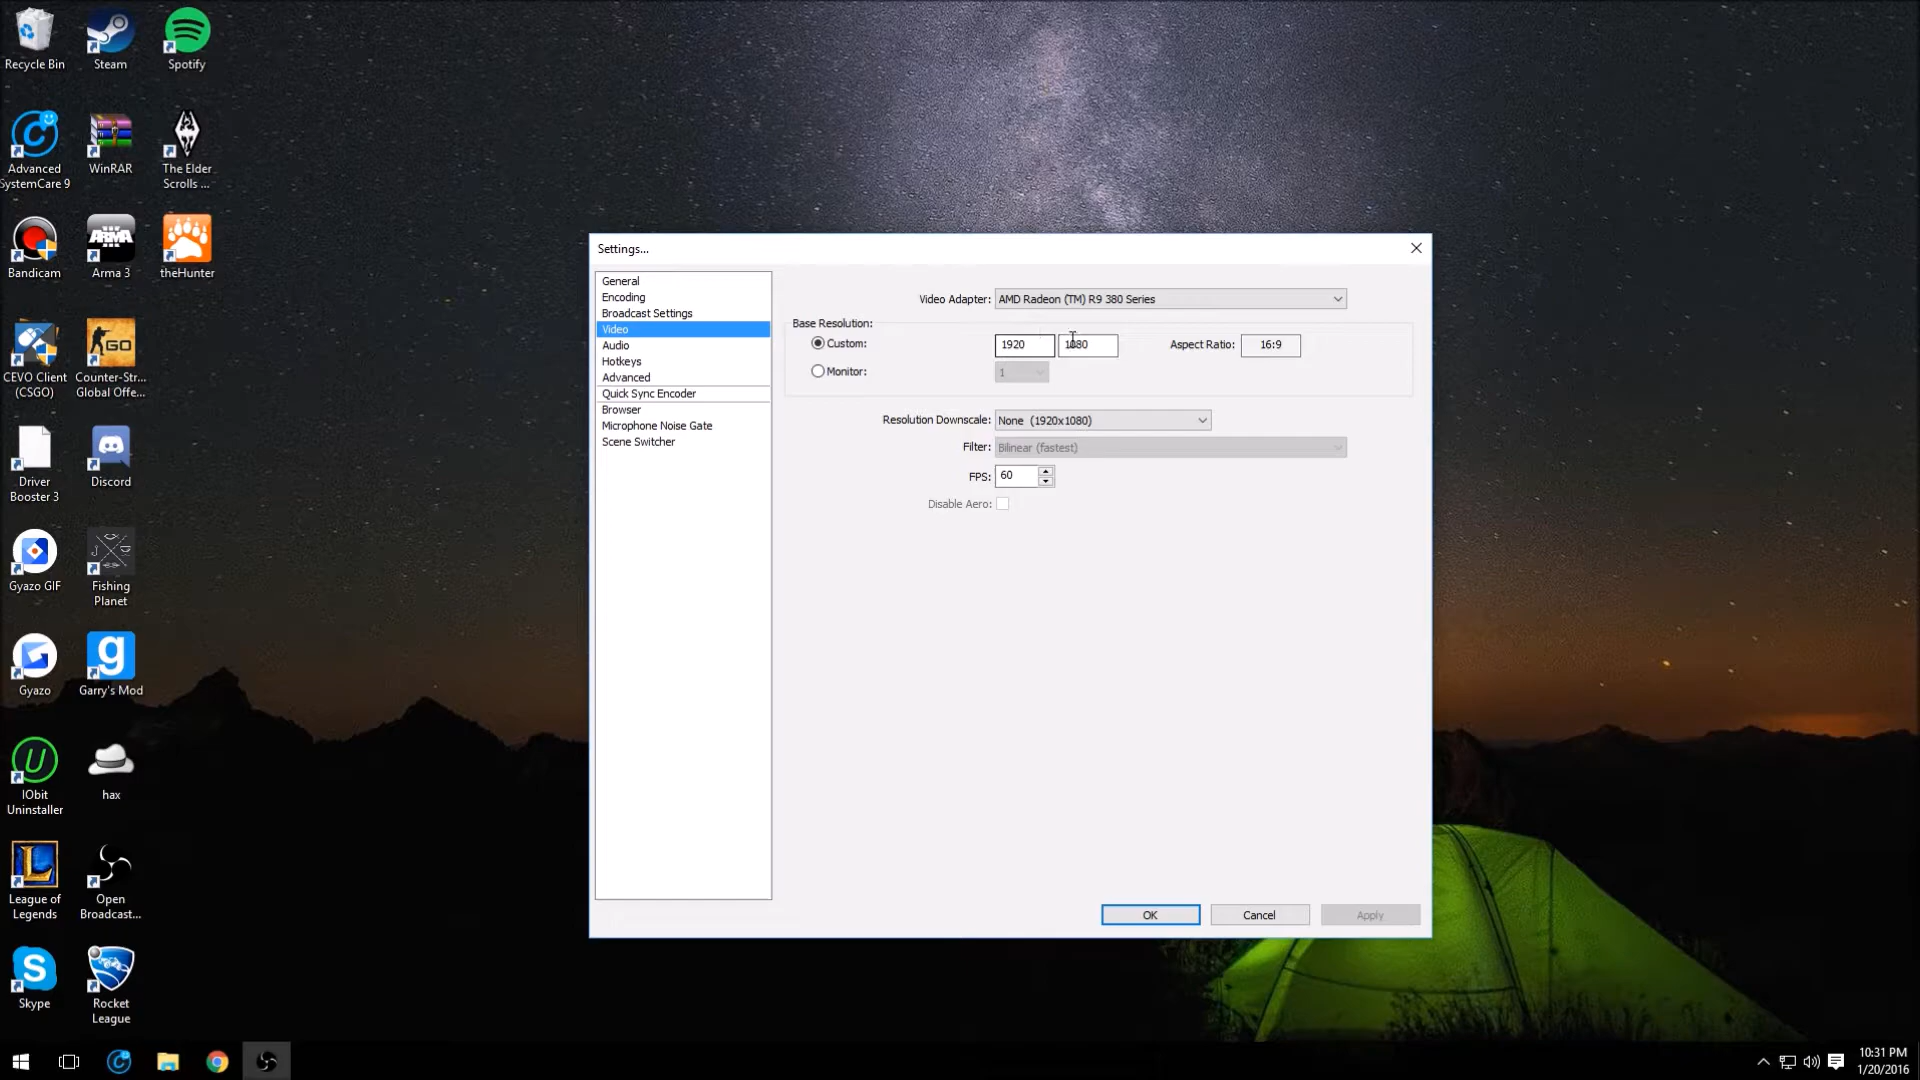 Recycle Bin
Steam
Spotify
Advanced
SystemCare 9
WinRAR
The Elder
Scrolls ...
Bandicam
Arma 3
theHunter
CEVO Client
(CSGO)
Counter-Str...
Global Offe...
Driver
Booster 3
Discord
Gyazo GIF
Fishing
Planet
Gyazo
Garry's Mod
IObit
Uninstaller
hax
League of
Legends
Open
Broadcast...
Skype
Rocket
League
ARMA
GO
Settings...
General
Encoding
Broadcast Settings
Video
Audio
Hotkeys
Advanced
Quick Sync Encoder
Browser
Microphone Noise Gate
Scene Switcher
Video Adapter: AMD Radeon (TM) R9 380 Series
Base Resolution:
Custom: 1920 1080 Aspect Ratio: 16:9
Monitor: 1
Resolution Downscale: None (1920x1080)
Filter: Bilinear (fastest)
FPS: 60
Disable Aero:
OK Cancel Apply
10:31 PM
1/20/2016